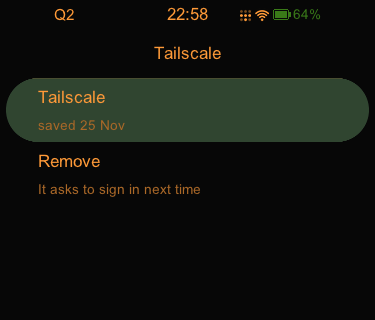 Q2 22:58 64%
Tailscale
Tailscale
saved 25 Nov
Remove
It asks to sign in next time